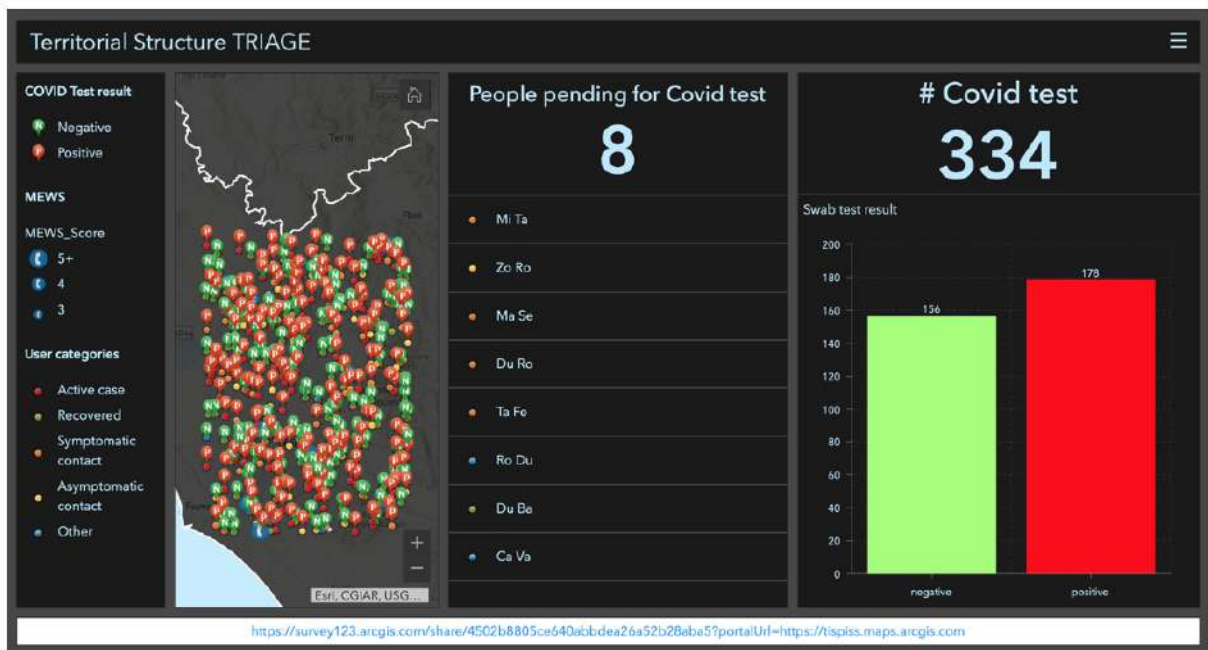 Territorial Structure TRIAGE
COVID Test result
N Negative
P Positive
MEWS
MEWS_Score
5+
4
3
User categories
Active case
Recovered
Symptomatic
contact
Asymptomatic
contact
Other
Terni
+
−
Esri, CGIAR, USG...
People pending for Covid test
8
Mi Ta
Zo Ro
Ma Se
Du Ro
Ta Fe
Ro Du
Du Ba
Ca Va
# Covid test
334
Swab test result
200
180
160
140
120
100
80
60
40
20
0
156
178
negative
positive
https://survey123.arcgis.com/share/4502b8805ce640abbdea26a52b28aba5?portalUrl=https://tispiss.maps.arcgis.com